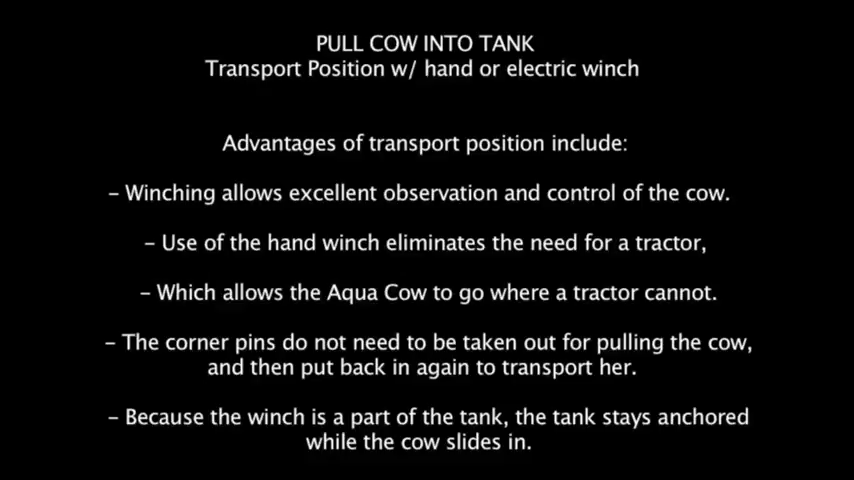 PULL COW INTO TANK
Transport Position w/ hand or electric winch
Advantages of transport position include:
– Winching allows excellent observation and control of the cow.
– Use of the hand winch eliminates the need for a tractor,
– Which allows the Aqua Cow to go where a tractor cannot.
– The corner pins do not need to be taken out for pulling the cow,
and then put back in again to transport her.
– Because the winch is a part of the tank, the tank stays anchored
while the cow slides in.